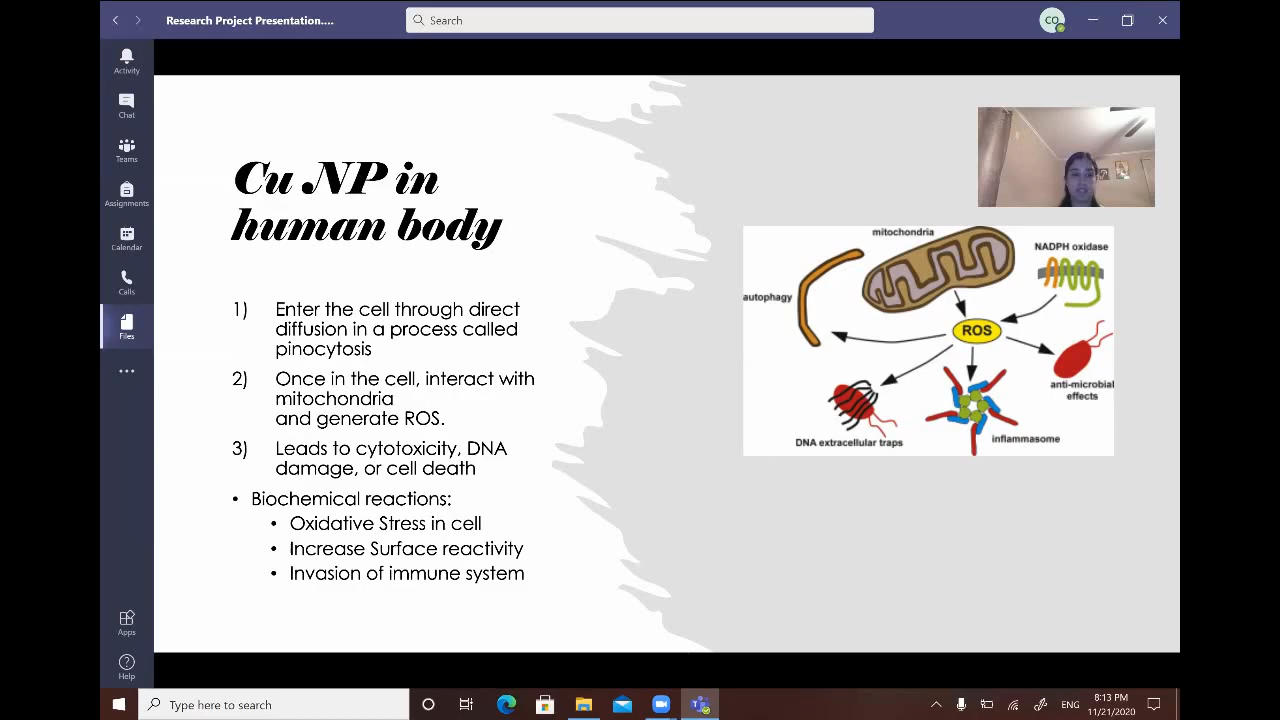 Research Project Presentation....
Search
CO
Activity
Chat
Teams
Assignments
Calendar
Calls
Files
Apps
Help
Cu NP in
human body
1) Enter the cell through direct
diffusion in a process called
pinocytosis
2) Once in the cell, interact with
mitochondria
and generate ROS.
3) Leads to cytotoxicity, DNA
damage, or cell death
• Biochemical reactions:
• Oxidative Stress in cell
• Increase Surface reactivity
• Invasion of immune system
mitochondria
NADPH oxidase
autophagy
ROS
anti-microbial
effects
DNA extracellular traps
inflammasome
Type here to search
ENG
8:13 PM
11/21/2020